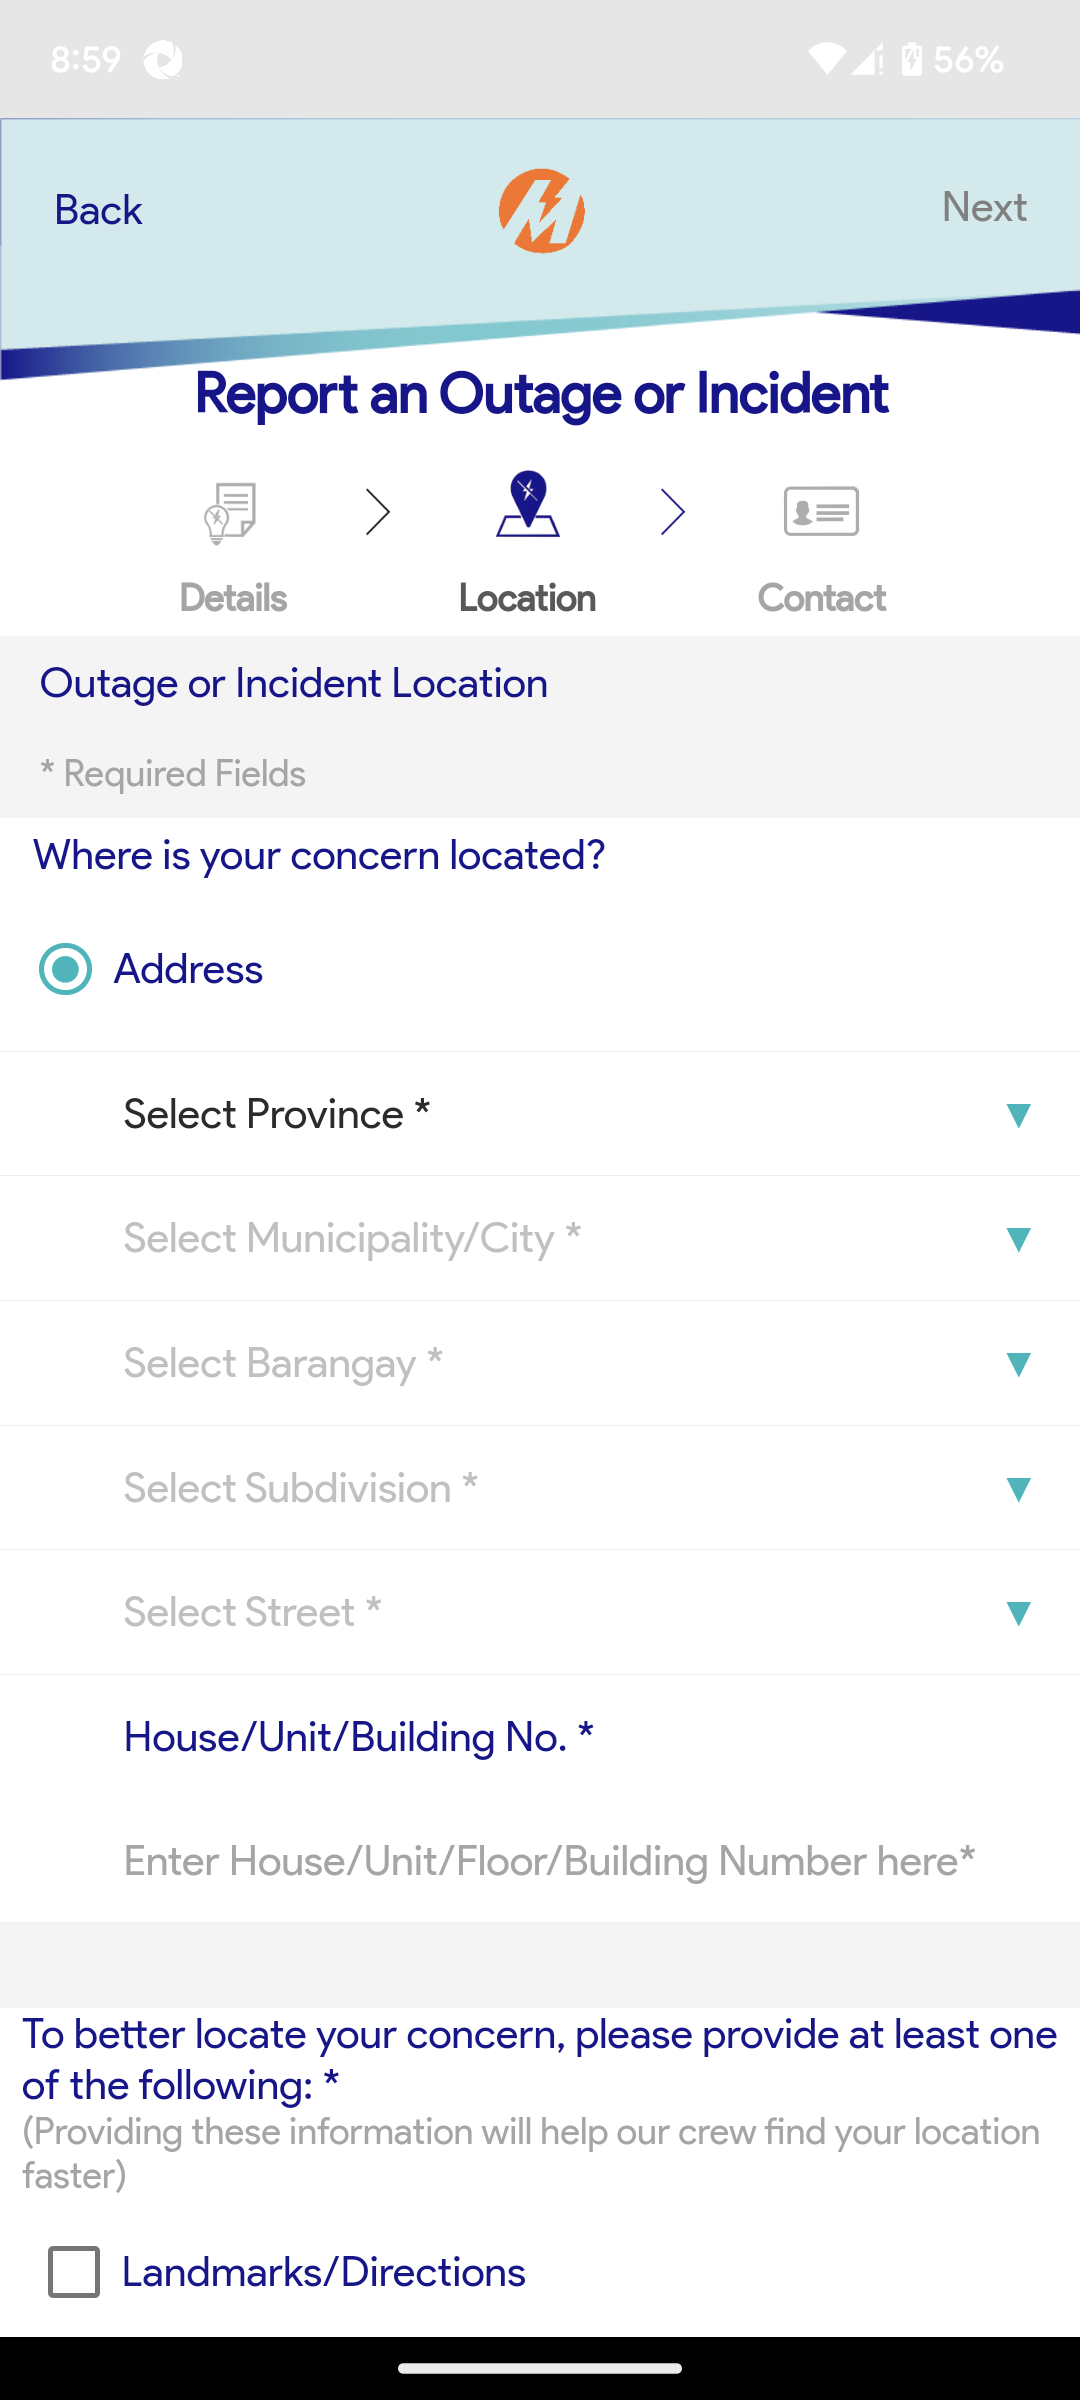 8:59
56%
Back
Next
Report an Outage or Incident
Details
Location
Contact
Outage or Incident Location
* Required Fields
Where is your concern located?
Address
Select Province *
Select Municipality/City *
Select Barangay *
Select Subdivision *
Select Street *
House/Unit/Building No. *
Enter House/Unit/Floor/Building Number here*
To better locate your concern, please provide at least one
of the following: *
(Providing these information will help our crew find your location
faster)
Landmarks/Directions